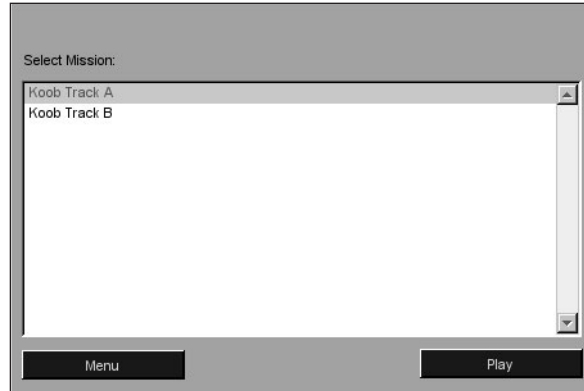 Select Mission:
Koob Track A
Koob Track B
Menu
Play